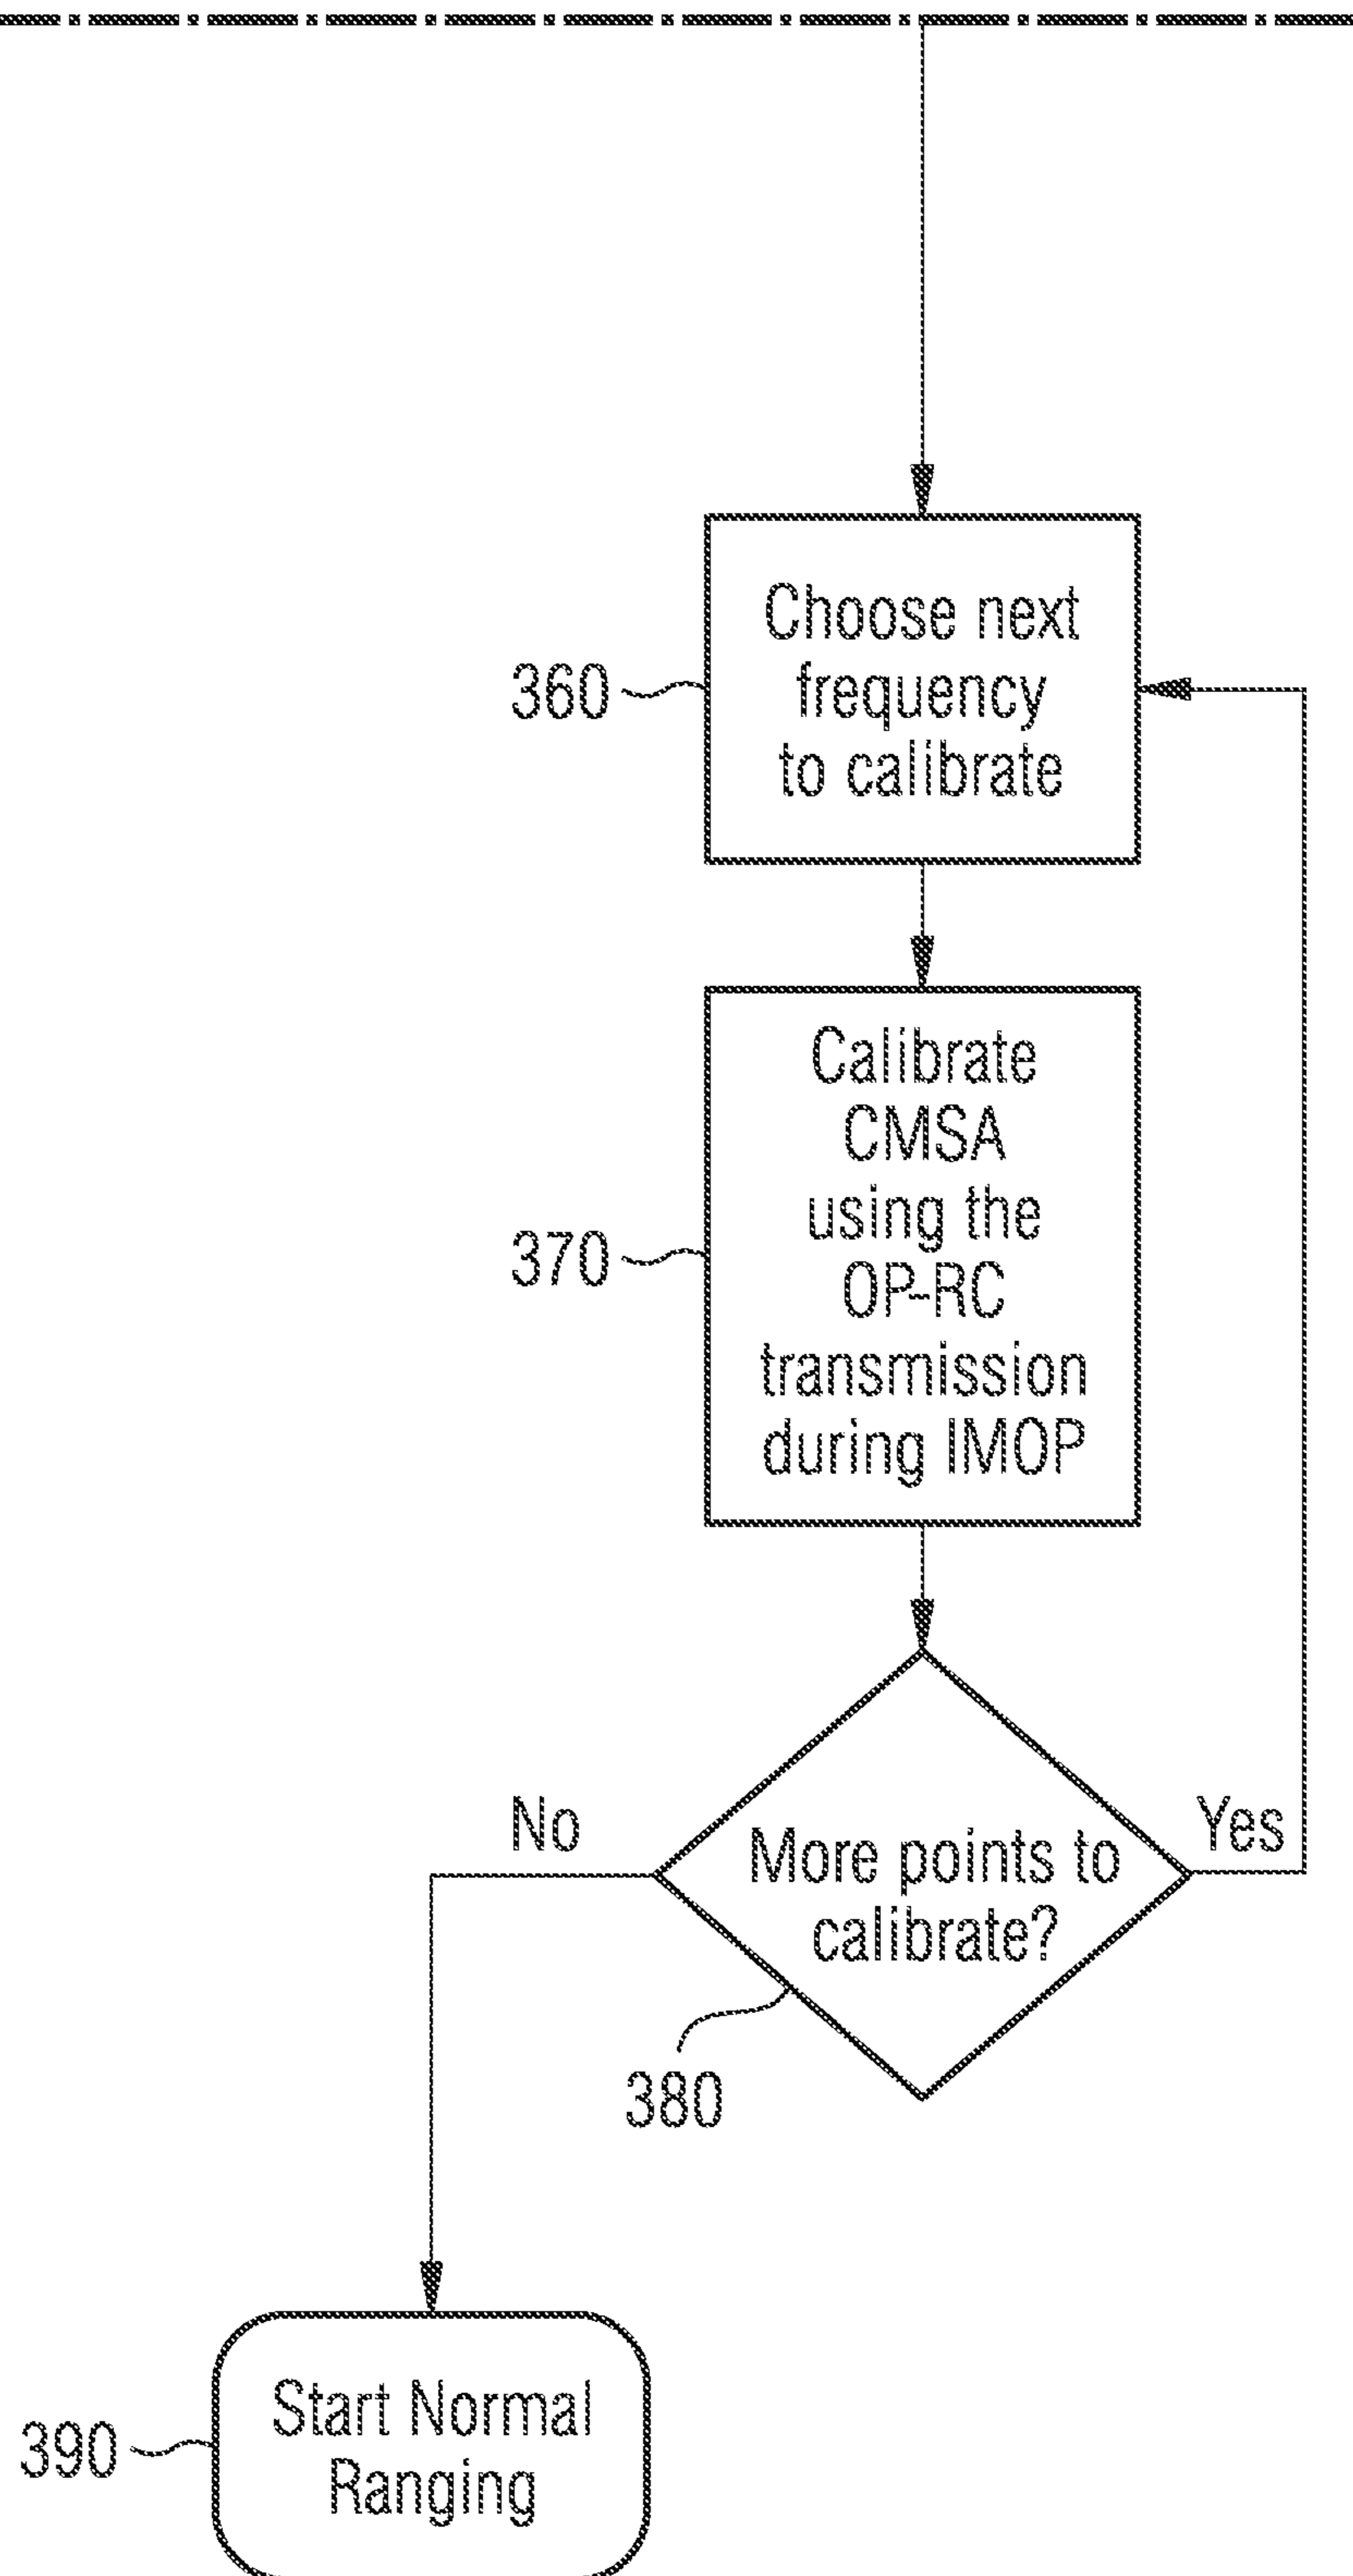 Choose next
frequency
to calibrate
360
Calibrate
CMSA
using the
OP-RC
transmission
during IMOP
370
No
Yes
More points to
calibrate?
380
Start Normal
Ranging
390